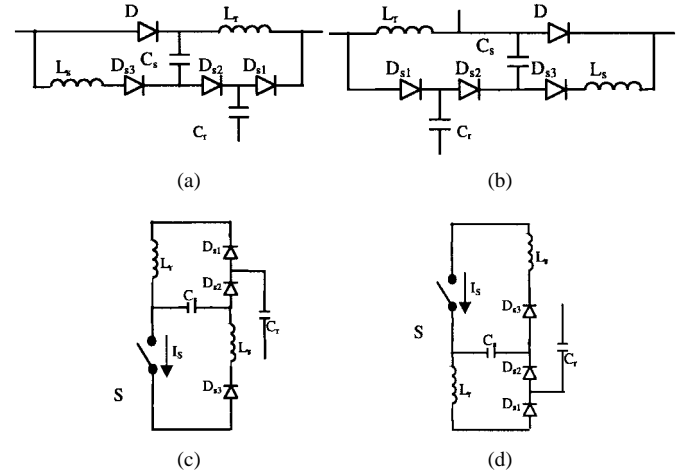 D Lr
Cs
Ls Ds3 Ds2 Ds1
Cr
(a)
Lr D
Cs
Ds1 Ds2 Ds3 Ls
Cr
(b)
Ds1
Lr
Ds2
Cs
Cr
Is
Ls
S
Ds3
(c)
Ls
Is
Ds3
S
Cs
Cr
Ds2
Lr
Ds1
(d)